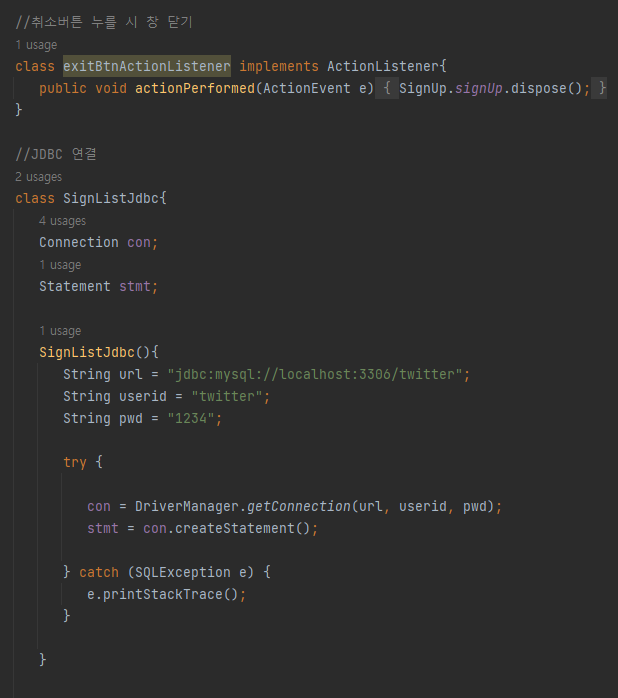 //취소버튼 누를 시 창 닫기
1 usage
class exitBtnActionListener implements ActionListener{
public void actionPerformed(ActionEvent e) { SignUp.signUp.dispose(); }
}
//JDBC 연결
2 usages
class SignListJdbc{
4 usages
Connection con;
1 usage
Statement stmt;
1 usage
SignListJdbc(){
String url = "jdbc:mysql://localhost:3306/twitter";
String userid = "twitter";
String pwd = "1234";
try {
con = DriverManager.getConnection(url, userid, pwd);
stmt = con.createStatement();
} catch (SQLException e) {
e.printStackTrace();
}
}